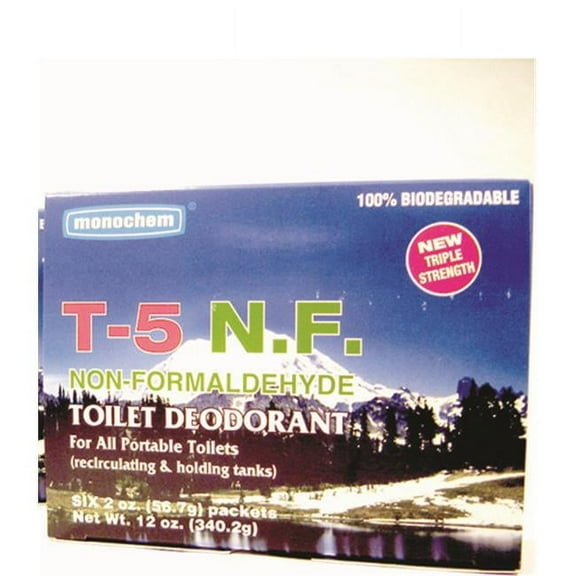 100% BIODEGRADABLE
monochem®
NEW
TRIPLE
STRENGTH
T-5 N.F.
NON-FORMALDEHYDE
TOILET DEODORANT
For All Portable Toilets
(recirculating & holding tanks)
SIX 2 oz. (56.7g) packets
Net Wt. 12 oz. (340.2g)